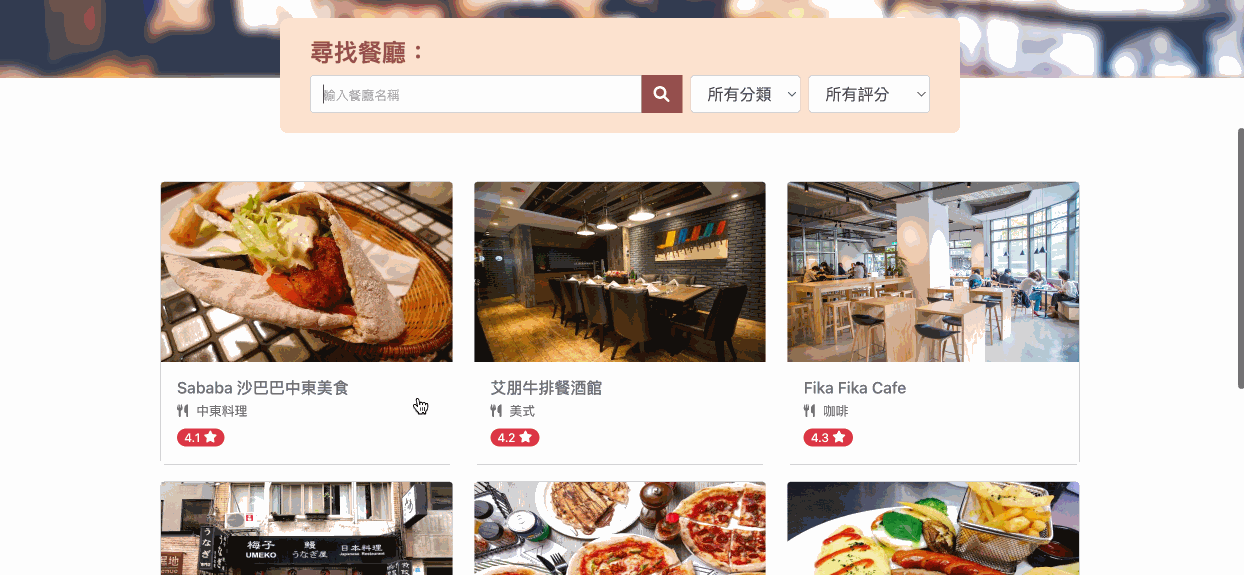 尋找餐廳：
輸入餐廳名稱
所有分類
所有評分
Sababa 沙巴巴中東美食
中東料理
4.1
艾朋牛排餐酒館
美式
4.2
Fika Fika Cafe
咖啡
4.3
梅子
UMEKO
鰻
うなぎ屋
日本料理
Japanese Restaurant
うなぎ